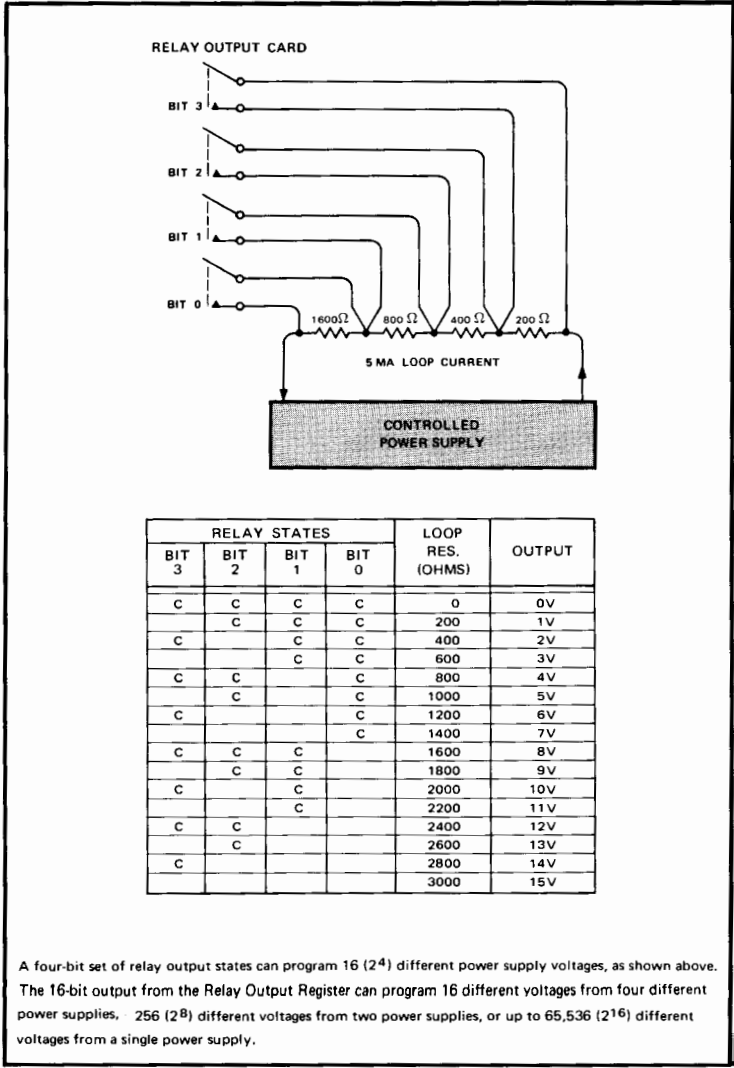 RELAY OUTPUT CARD
BIT 3
BIT 2
BIT 1
BIT 0
1600Ω 800 Ω 400 Ω 200 Ω
5 MA LOOP CURRENT
CONTROLLED
POWER SUPPLY
RELAY STATES LOOP RES. (OHMS) OUTPUT
BIT 3 BIT 2 BIT 1 BIT 0
C C C C 0 0V
C C C 200 1V
C C C 400 2V
C C 600 3V
C C C 800 4V
C C 1000 5V
C C 1200 6V
C 1400 7V
C C C 1600 8V
C C 1800 9V
C C 2000 10V
C 2200 11V
C C 2400 12V
C 2600 13V
C 2800 14V
3000 15V
A four-bit set of relay output states can program 16 (2⁴) different power supply voltages, as shown above.
The 16-bit output from the Relay Output Register can program 16 different voltages from four different
power supplies, 256 (2⁸) different voltages from two power supplies, or up to 65,536 (2¹⁶) different
voltages from a single power supply.